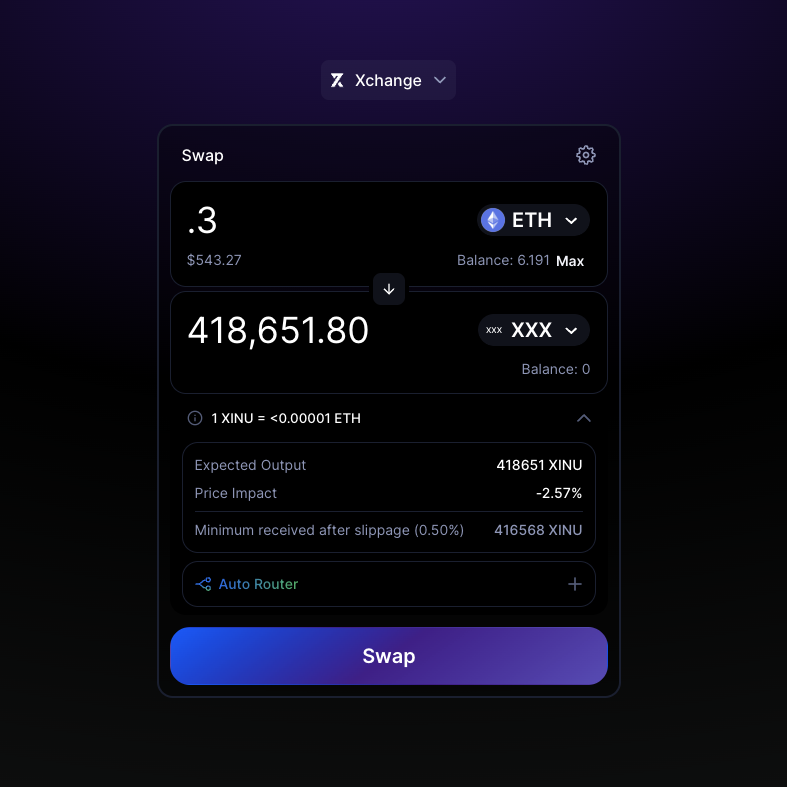 Xchange
Swap
.3
ETH
$543.27
Balance: 6.191 Max
418,651.80
xxx XXX
Balance: 0
1 XINU = <0.00001 ETH
Expected Output 418651 XINU
Price Impact -2.57%
Minimum received after slippage (0.50%) 416568 XINU
Auto Router
Swap